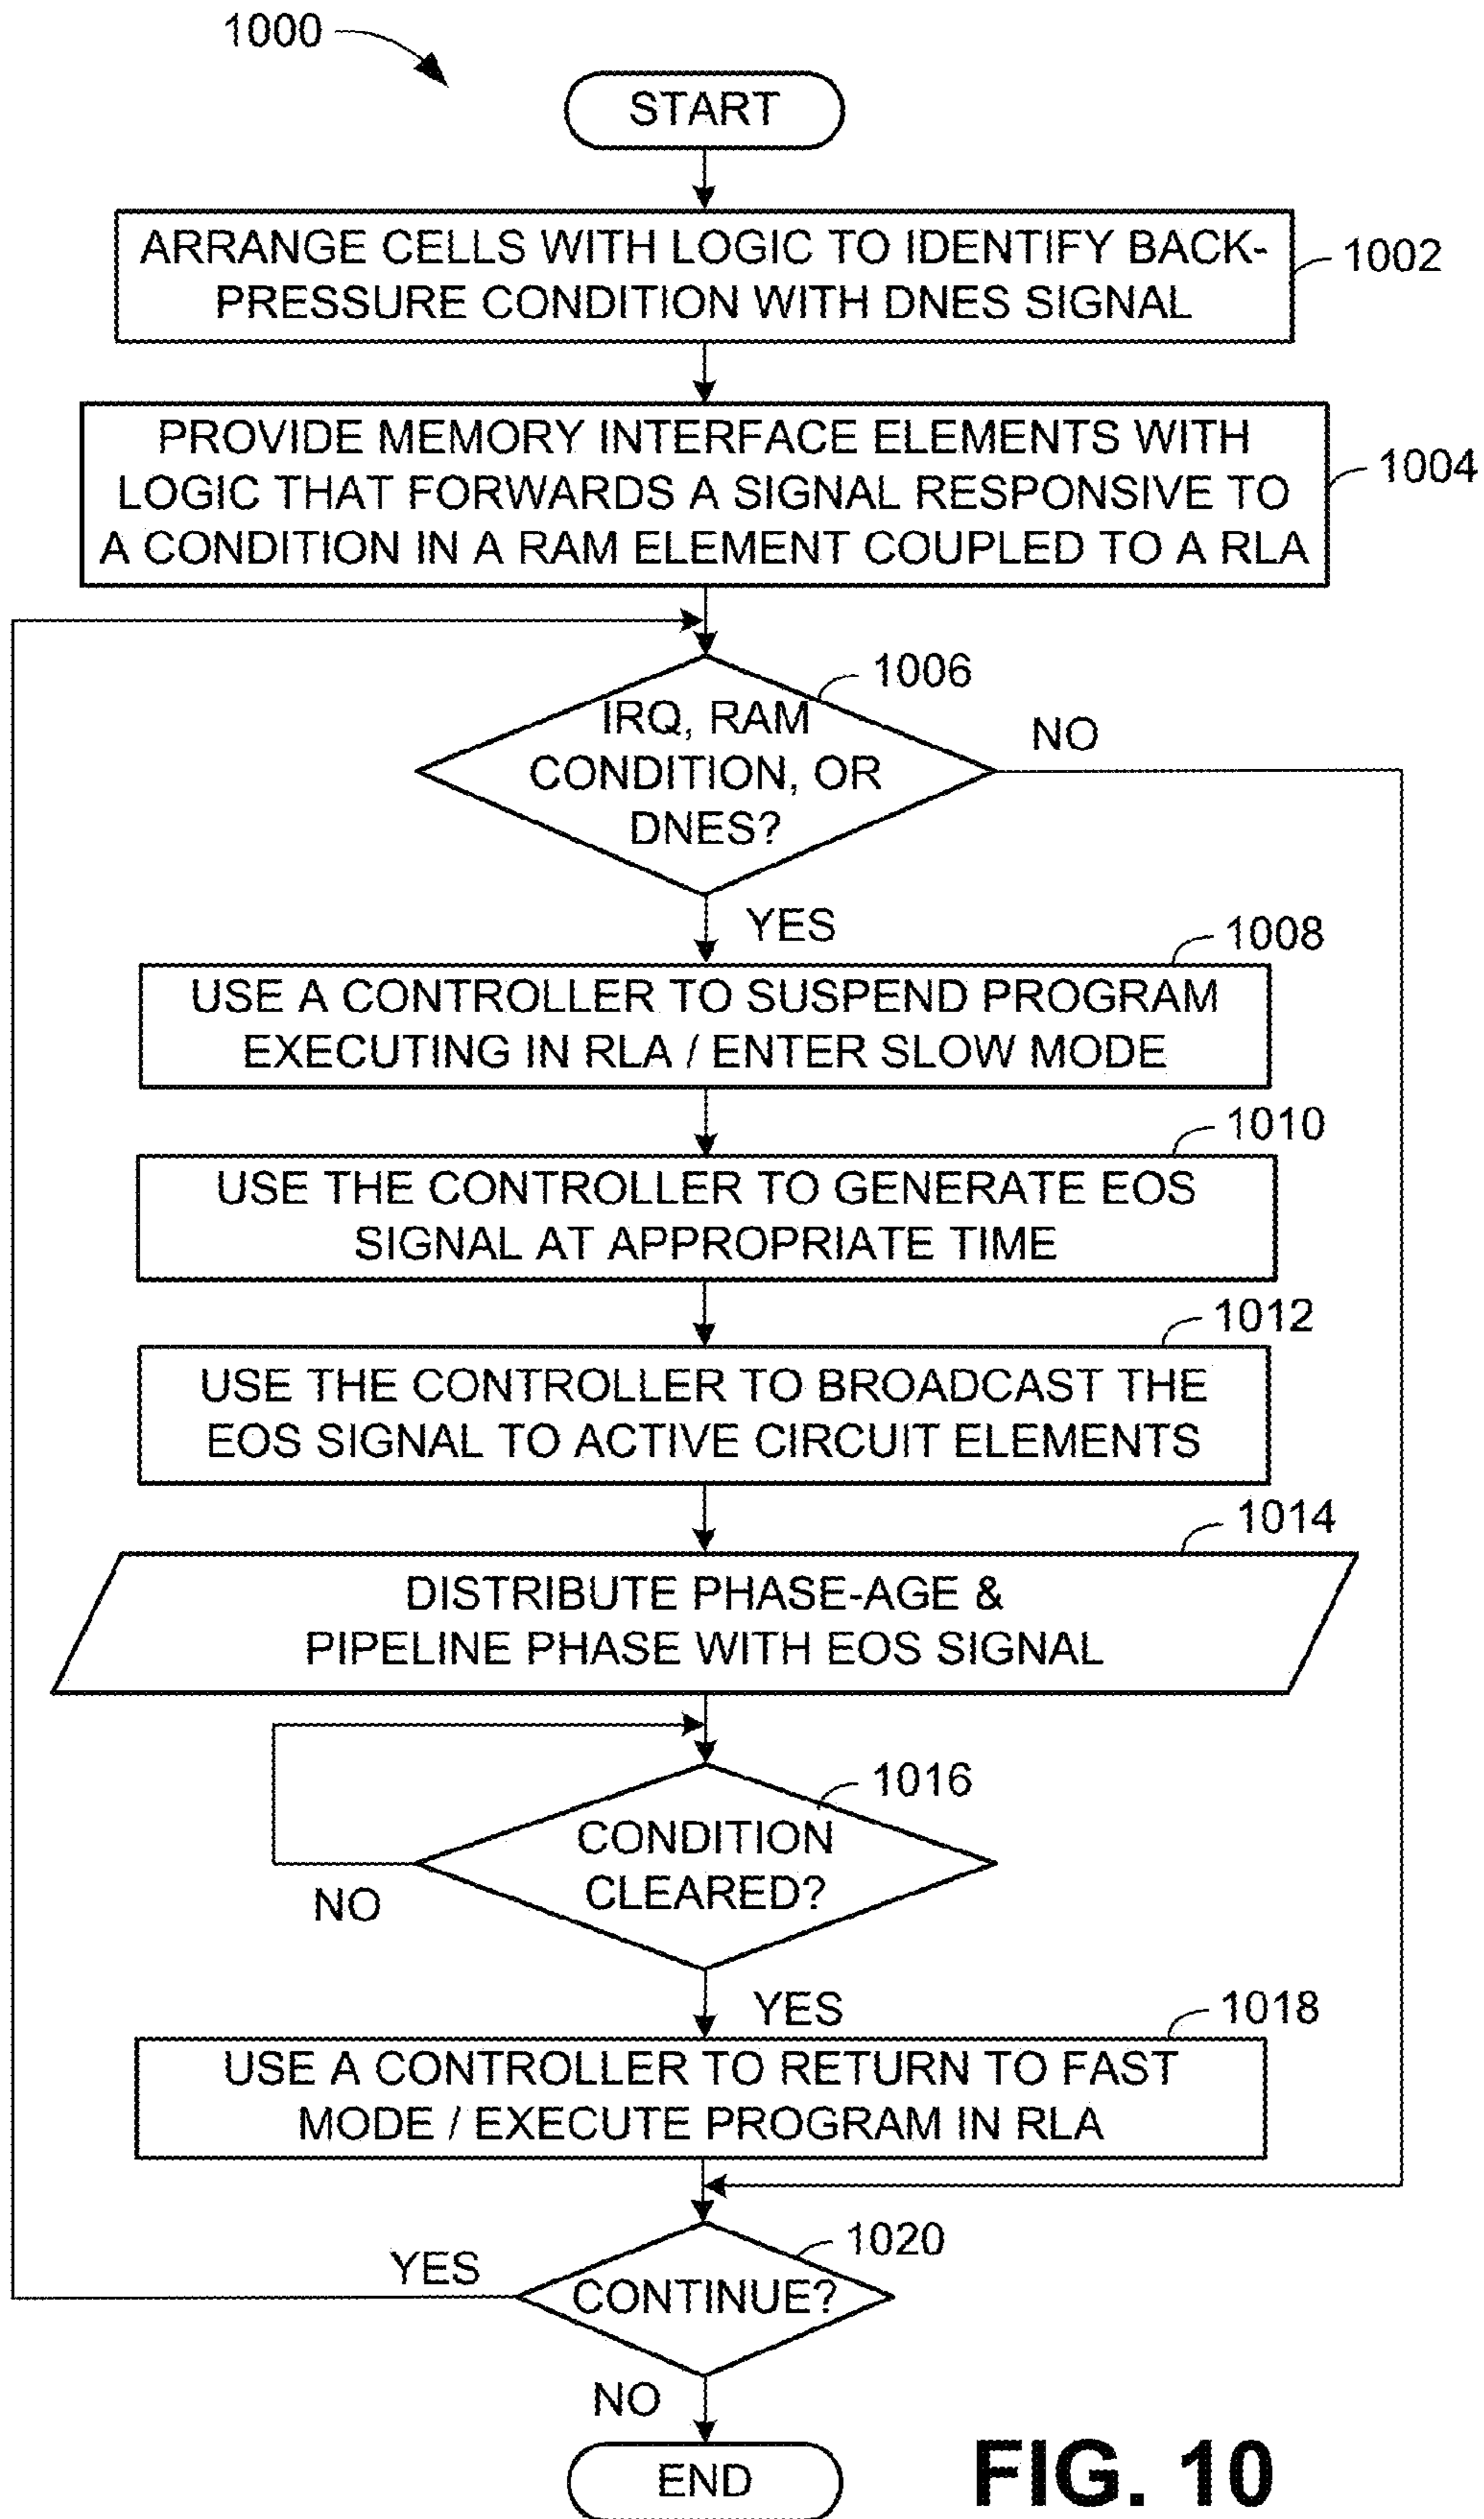 1000
START
ARRANGE CELLS WITH LOGIC TO IDENTIFY BACK-
PRESSURE CONDITION WITH DNES SIGNAL
1002
PROVIDE MEMORY INTERFACE ELEMENTS WITH
LOGIC THAT FORWARDS A SIGNAL RESPONSIVE TO
A CONDITION IN A RAM ELEMENT COUPLED TO A RLA
1004
1006
IRQ, RAM
CONDITION, OR
DNES?
NO
YES
1008
USE A CONTROLLER TO SUSPEND PROGRAM
EXECUTING IN RLA / ENTER SLOW MODE
1010
USE THE CONTROLLER TO GENERATE EOS
SIGNAL AT APPROPRIATE TIME
1012
USE THE CONTROLLER TO BROADCAST THE
EOS SIGNAL TO ACTIVE CIRCUIT ELEMENTS
1014
DISTRIBUTE PHASE-AGE &
PIPELINE PHASE WITH EOS SIGNAL
1016
CONDITION
CLEARED?
NO
YES
1018
USE A CONTROLLER TO RETURN TO FAST
MODE / EXECUTE PROGRAM IN RLA
1020
YES
CONTINUE?
NO
END
FIG. 10